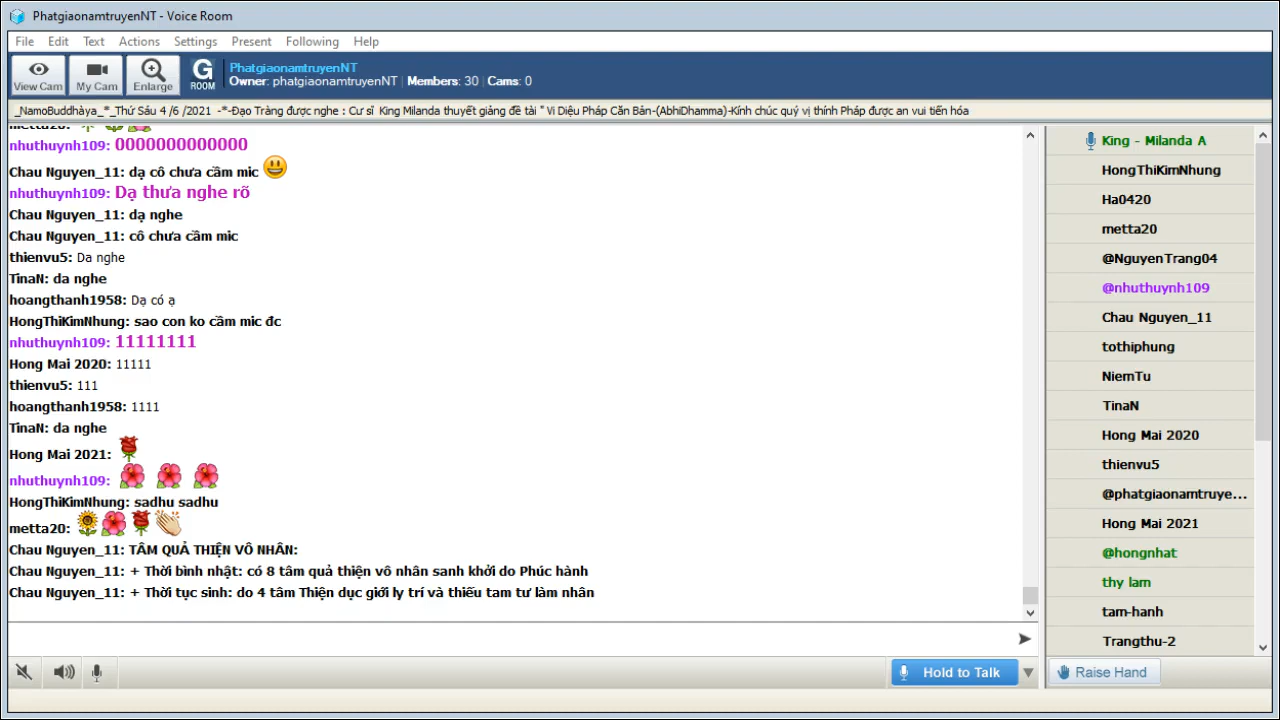 PhatgiaonamtruyenNT - Voice Room
File Edit Text Actions Settings Present Following Help
View Cam
My Cam
Enlarge
G
ROOM
PhatgiaonamtruyenNT
Owner: phatgiaonamtruyenNT | Members: 30 | Cams: 0
_NamoBuddhàya_*_Thứ Sáu 4 /6 /2021 -*-Đạo Tràng được nghe : Cư sĩ King Milanda thuyết giảng đề tài " Vi Diệu Pháp Căn Bản-(AbhiDhamma)-Kính chúc quý vị thính Pháp được an vui tiến hóa
metta20:
nhuthuynh109: 0000000000000
Chau Nguyen_11: dạ cô chưa cầm mic
nhuthuynh109: Dạ thưa nghe rõ
Chau Nguyen_11: dạ nghe
Chau Nguyen_11: cô chưa cầm mic
thienvu5: Da nghe
TinaN: da nghe
hoangthanh1958: Dạ có ạ
HongThiKimNhung: sao con ko cầm mic đc
nhuthuynh109: 11111111
Hong Mai 2020: 11111
thienvu5: 111
hoangthanh1958: 1111
TinaN: da nghe
Hong Mai 2021:
nhuthuynh109:
HongThiKimNhung: sadhu sadhu
metta20:
Chau Nguyen_11: TÂM QUẢ THIỆN VÔ NHÂN:
Chau Nguyen_11: + Thời bình nhật: có 8 tâm quả thiện vô nhân sanh khởi do Phúc hành
Chau Nguyen_11: + Thời tục sinh: do 4 tâm Thiện dục giới ly trí và thiếu tam tư làm nhân
King - Milanda A
HongThiKimNhung
Ha0420
metta20
@NguyenTrang04
@nhuthuynh109
Chau Nguyen_11
tothiphung
NiemTu
TinaN
Hong Mai 2020
thienvu5
@phatgiaonamtruye...
Hong Mai 2021
@hongnhat
thy lam
tam-hanh
Trangthu-2
Hold to Talk
Raise Hand